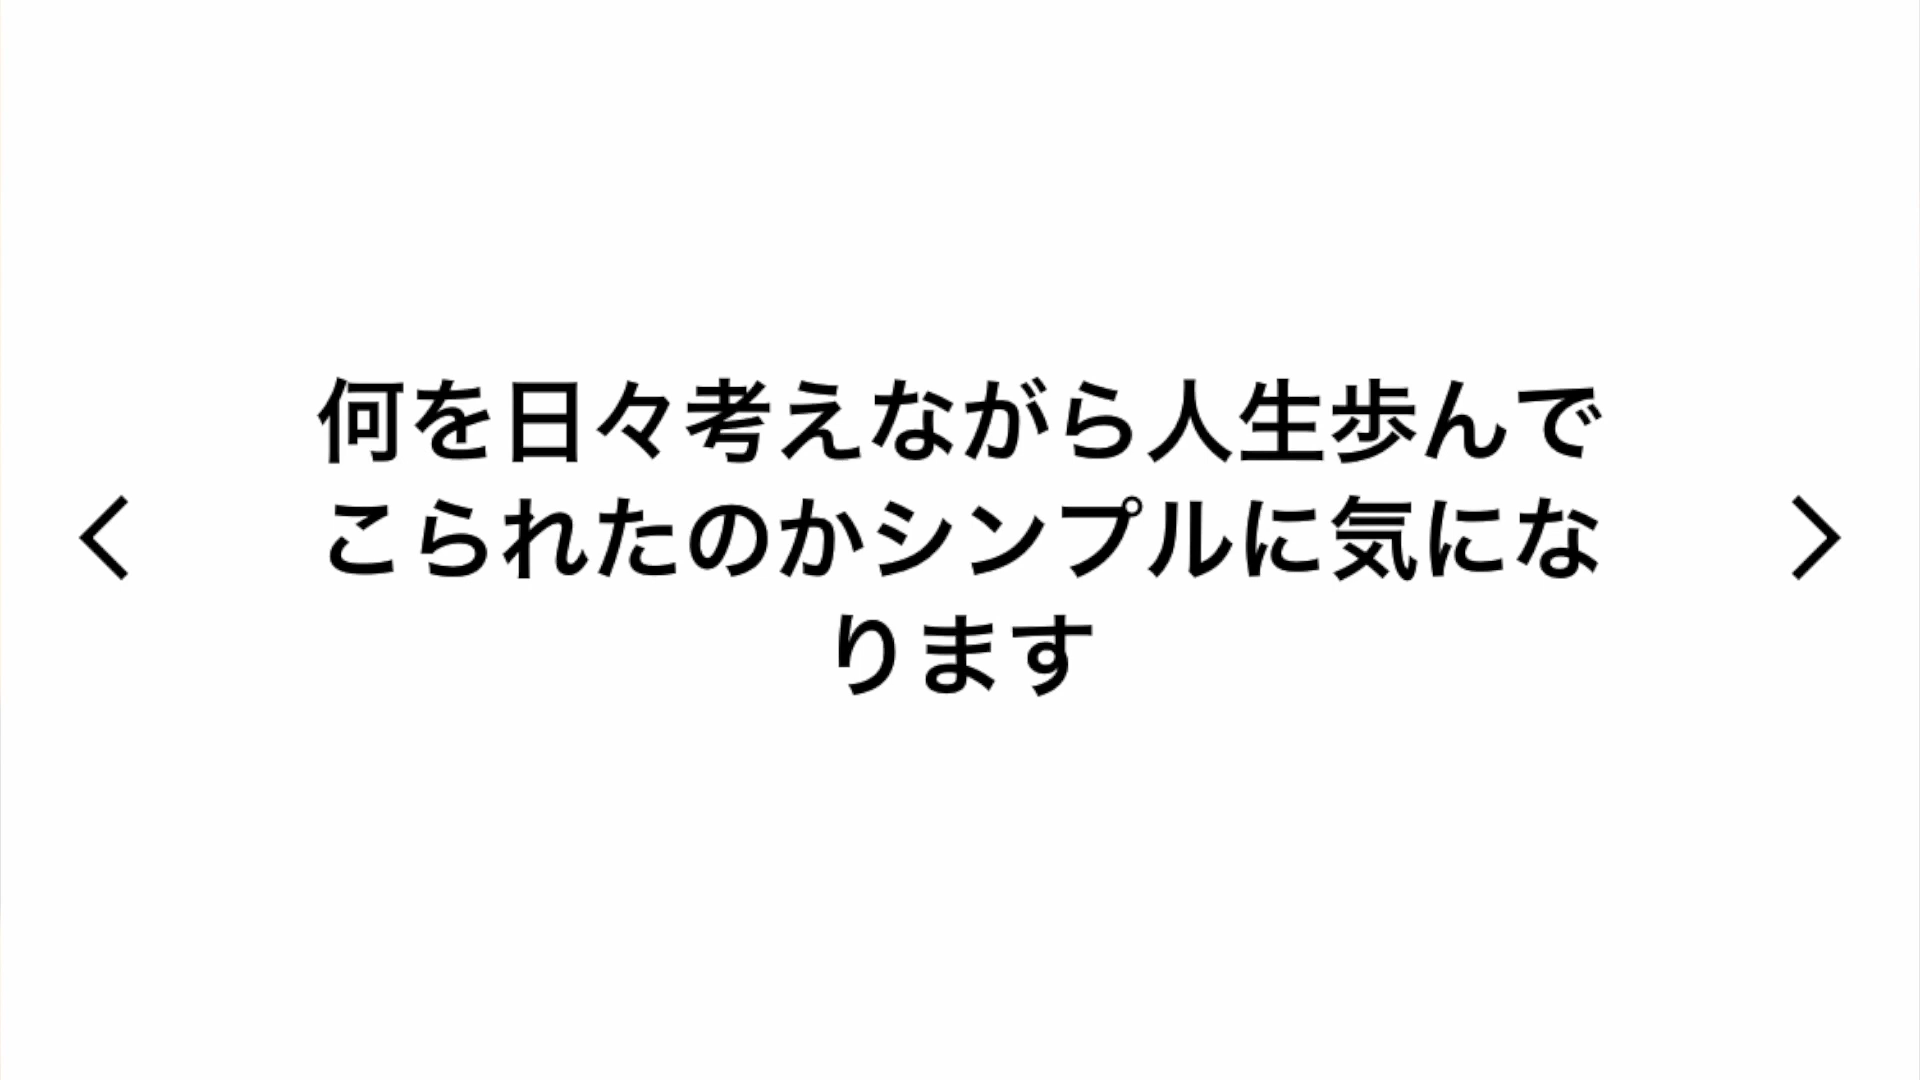 何を日々考えながら人生歩んで
こられたのかシンプルに気にな
ります